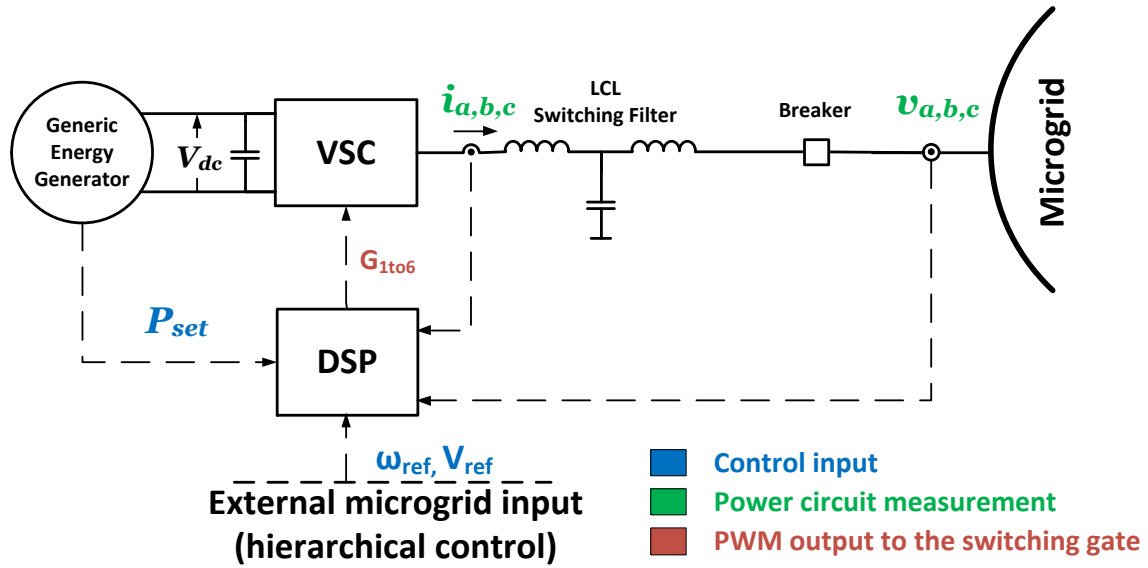 Generic
Energy
Generator
V_dc
VSC
i_a,b,c
LCL
Switching Filter
Breaker
v_a,b,c
Microgrid
G_1to6
P_set
DSP
ω_ref, V_ref
External microgrid input
(hierarchical control)
Control input
Power circuit measurement
PWM output to the switching gate